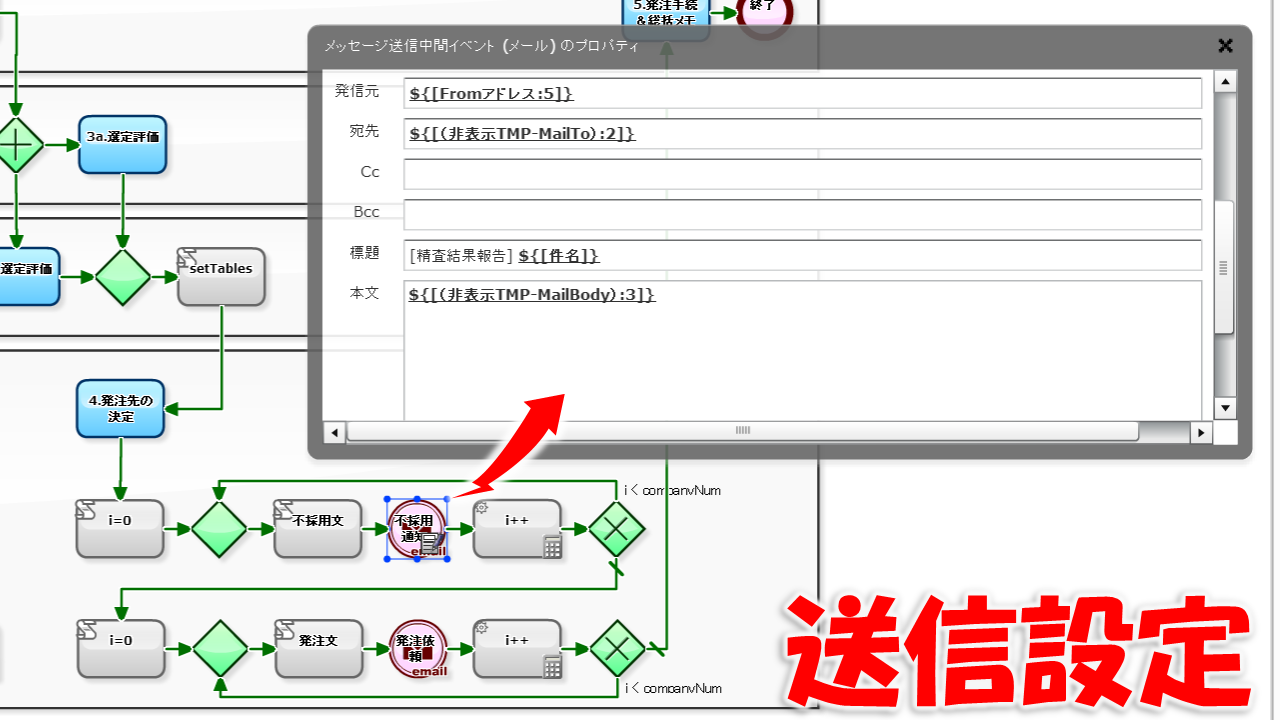 5.発注手続
&総括メモ
終了
メッセージ送信中間イベント (メール) のプロパティ
発信元
${[Fromアドレス:5]}
宛先
${[(非表示TMP-MailTo):2]}
Cc
Bcc
標題
[精査結果報告] ${[件名]}
本文
${[(非表示TMP-MailBody):3]}
3a.選定評価
選定評価
setTables
4.発注先の
決定
i < companyNum
i=0
不採用文
不採用
通知
email
i++
i=0
発注文
発注依
頼
email
i++
i < companyNum
送信設定